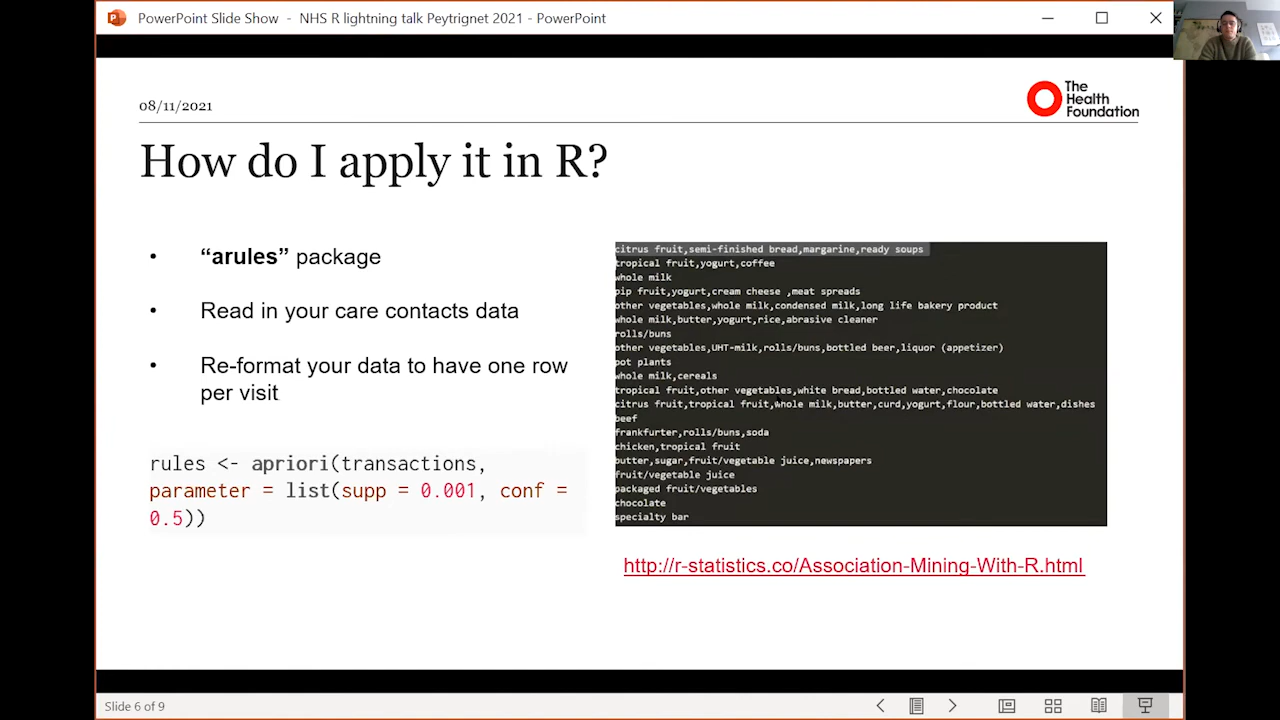 PowerPoint Slide Show - NHS R lightning talk Peytrignet 2021 - PowerPoint
08/11/2021
The
Health
Foundation
How do I apply it in R?
• “arules” package
• Read in your care contacts data
• Re-format your data to have one row
per visit
rules <- apriori(transactions,
parameter = list(supp = 0.001, conf =
0.5))
citrus fruit,semi-finished bread,margarine,ready soups
tropical fruit,yogurt,coffee
whole milk
pip fruit,yogurt,cream cheese ,meat spreads
other vegetables,whole milk,condensed milk,long life bakery product
whole milk,butter,yogurt,rice,abrasive cleaner
rolls/buns
other vegetables,UHT-milk,rolls/buns,bottled beer,liquor (appetizer)
pot plants
whole milk,cereals
tropical fruit,other vegetables,white bread,bottled water,chocolate
citrus fruit,tropical fruit,whole milk,butter,curd,yogurt,flour,bottled water,dishes
beef
frankfurter,rolls/buns,soda
chicken,tropical fruit
butter,sugar,fruit/vegetable juice,newspapers
fruit/vegetable juice
packaged fruit/vegetables
chocolate
specialty bar
http://r-statistics.co/Association-Mining-With-R.html
Slide 6 of 9